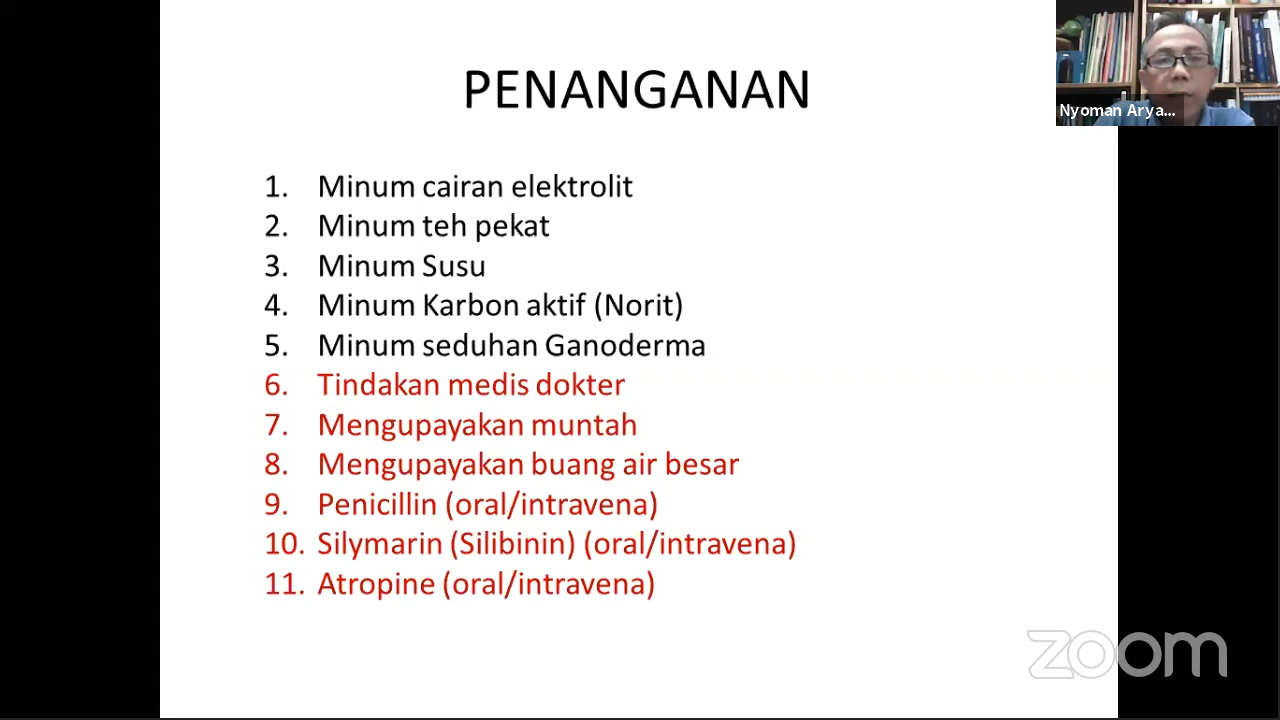 PENANGANAN
Nyoman Arya...
1. Minum cairan elektrolit
2. Minum teh pekat
3. Minum Susu
4. Minum Karbon aktif (Norit)
5. Minum seduhan Ganoderma
6. Tindakan medis dokter
7. Mengupayakan muntah
8. Mengupayakan buang air besar
9. Penicillin (oral/intravena)
10. Silymarin (Silibinin) (oral/intravena)
11. Atropine (oral/intravena)
zoom